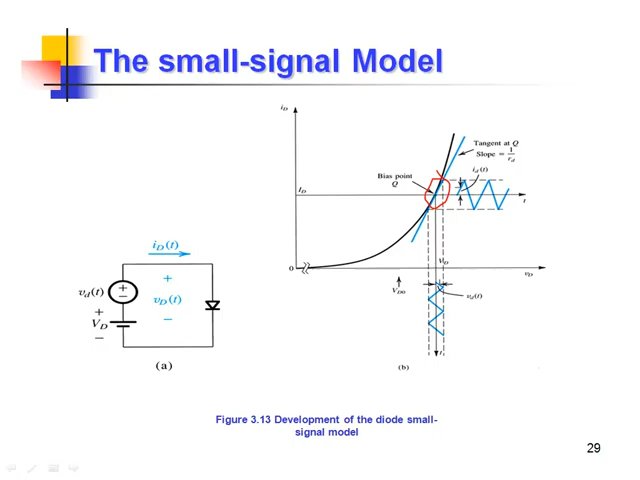 The small-signal Model
iD
Tangent at Q
Slope = 1/rd
id(t)
Bias point
Q
ID
t
0
VD
vD
VD0
vd(t)
t
(b)
iD(t)
+
vd(t)
+
−
vD(t)
+
VD
−
−
(a)
Figure 3.13 Development of the diode small-
signal model
29